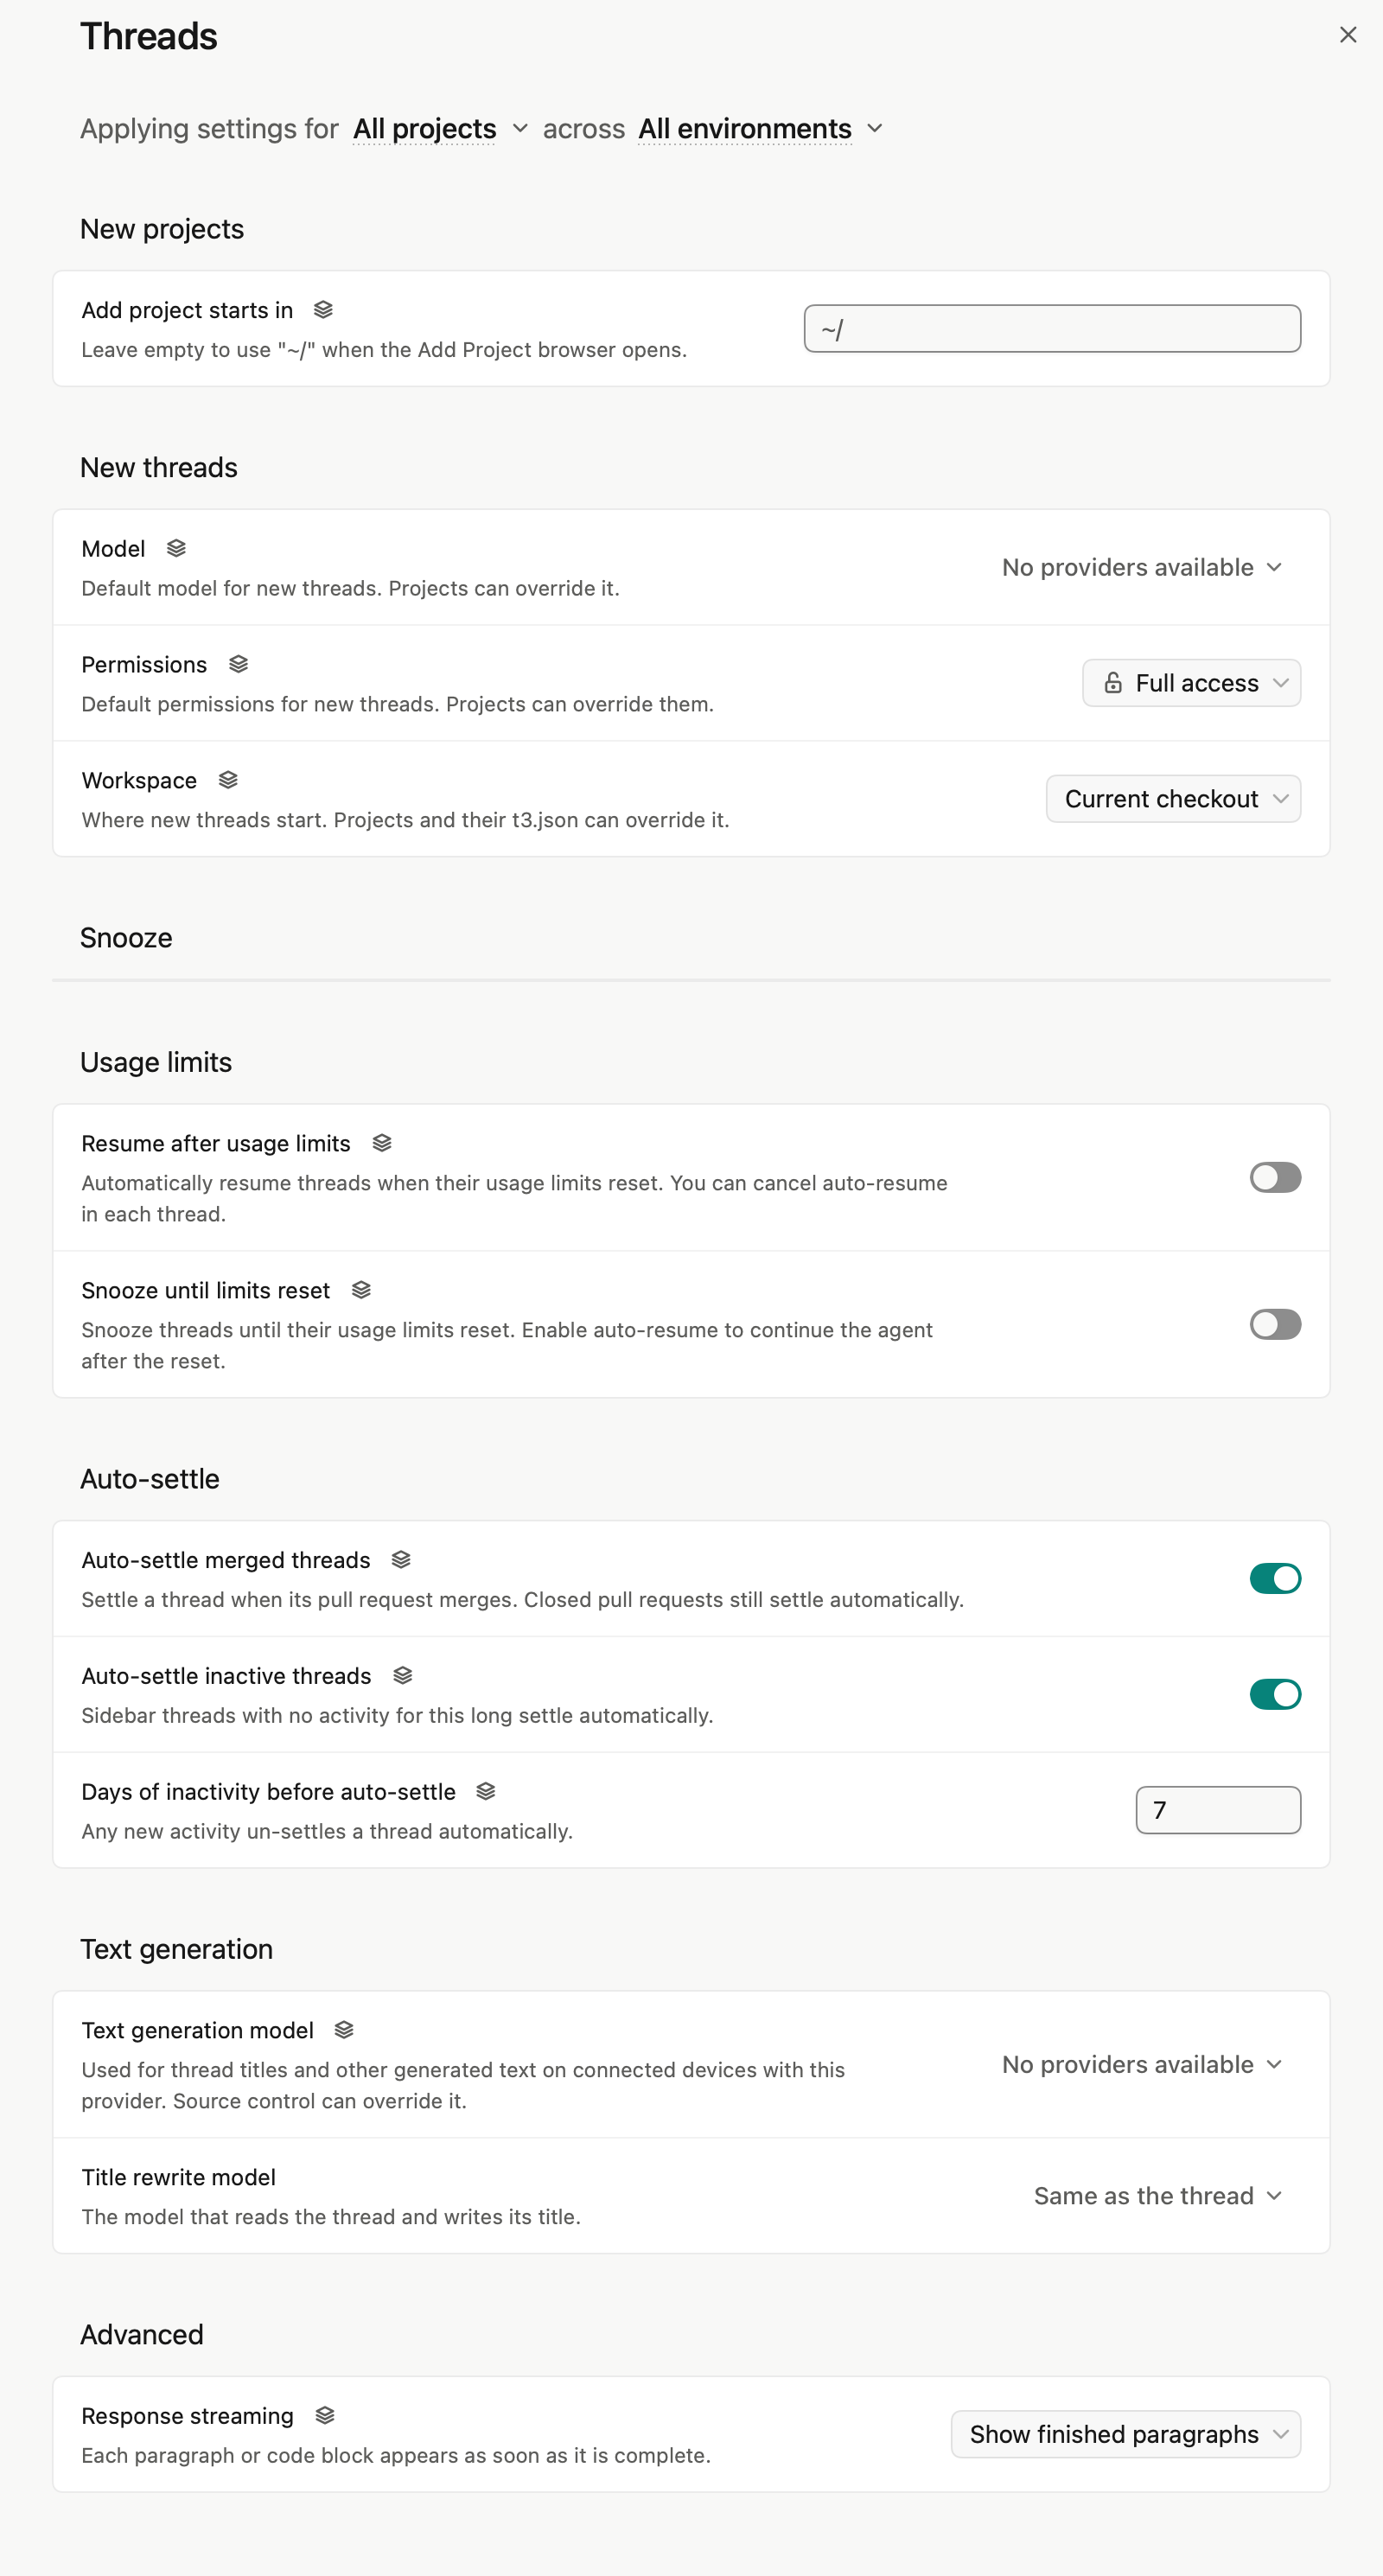 Threads
Applying settings for All projects across All environments
New projects
Add project starts in
Leave empty to use "~/" when the Add Project browser opens.
~/
New threads
Model
Default model for new threads. Projects can override it.
No providers available
Permissions
Default permissions for new threads. Projects can override them.
Full access
Workspace
Where new threads start. Projects and their t3.json can override it.
Current checkout
Snooze
Usage limits
Resume after usage limits
Automatically resume threads when their usage limits reset. You can cancel auto-resume
in each thread.
Snooze until limits reset
Snooze threads until their usage limits reset. Enable auto-resume to continue the agent
after the reset.
Auto-settle
Auto-settle merged threads
Settle a thread when its pull request merges. Closed pull requests still settle automatically.
Auto-settle inactive threads
Sidebar threads with no activity for this long settle automatically.
Days of inactivity before auto-settle
Any new activity un-settles a thread automatically.
7
Text generation
Text generation model
Used for thread titles and other generated text on connected devices with this
provider. Source control can override it.
No providers available
Title rewrite model
The model that reads the thread and writes its title.
Same as the thread
Advanced
Response streaming
Each paragraph or code block appears as soon as it is complete.
Show finished paragraphs